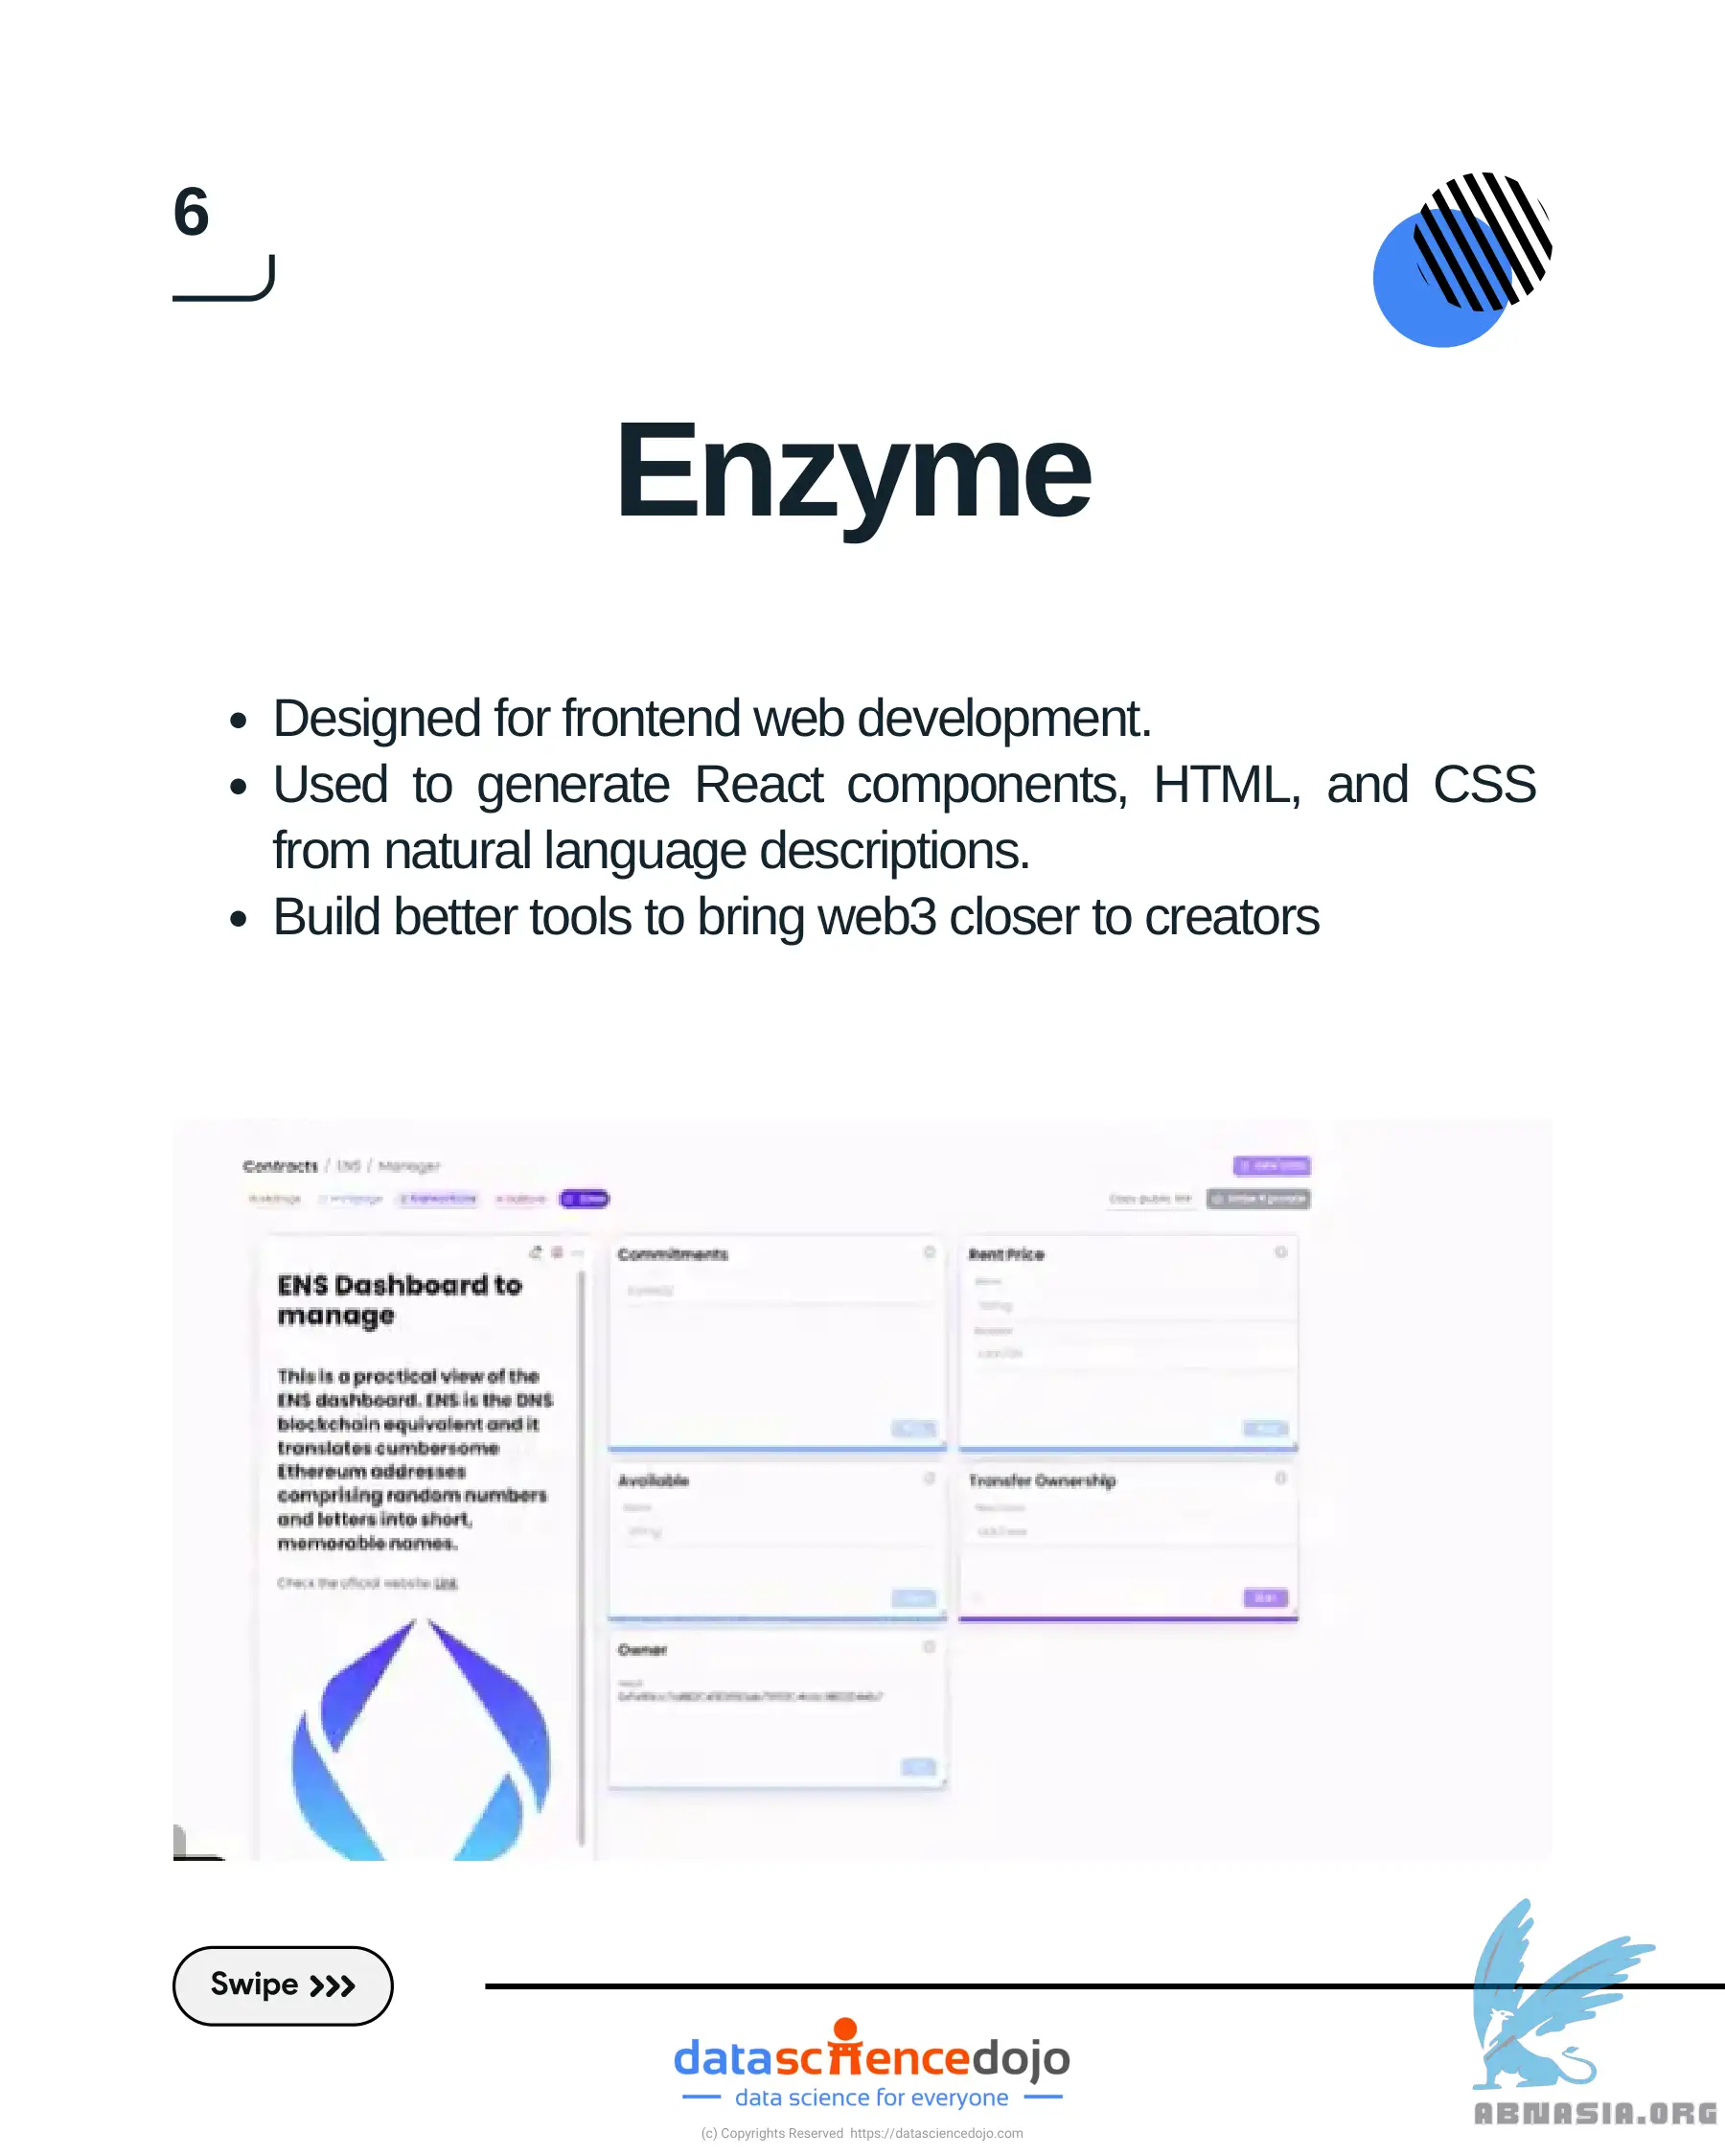 6
Enzyme
Designed for frontend web development.
Used to generate React components, HTML, and CSS
from natural language descriptions.
Build better tools to bring web3 closer to creators
Contracts / ENS / Manager
Copy public link
ENS Dashboard to
manage
This is a practical view of the
ENS dashboard. ENS is the DNS
blockchain equivalent and it
translates cumbersome
Ethereum addresses
comprising random numbers
and letters into short,
memorable names.
Check the official website Link
Commitments
Rent Price
Available
Transfer Ownership
Owner
Swipe
datasciencedojo
data science for everyone
(c) Copyrights Reserved https://datasciencedojo.com
ABNASIA.ORG